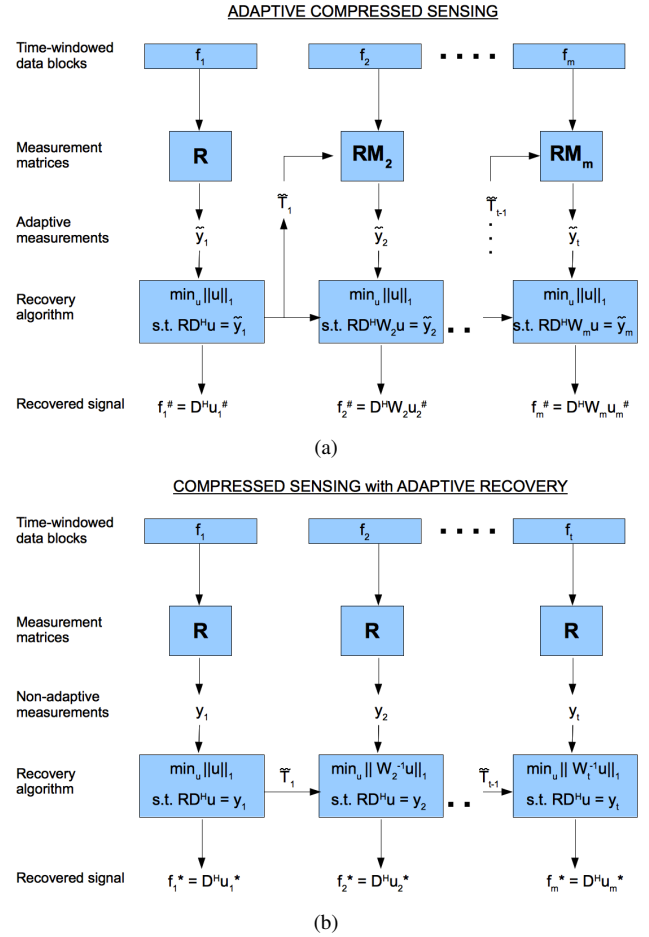 ADAPTIVE COMPRESSED SENSING
Time-windowed
data blocks
f₁ f₂ . . . . fₘ
Measurement
matrices
R RM₂ RMₘ
T̃̃₁ T̃̃ₜ₋₁
Adaptive
measurements
ỹ₁ ỹ₂ ỹₜ
Recovery
algorithm
minᵤ ||u||₁ minᵤ ||u||₁ minᵤ ||u||₁
s.t. RDᴴu = ỹ₁ s.t. RDᴴW₂u = ỹ₂ . . s.t. RDᴴWₘu = ỹₘ
Recovered signal f₁# = Dᴴu₁# f₂# = DᴴW₂u₂# fₘ# = DᴴWₘuₘ#
(a)
COMPRESSED SENSING with ADAPTIVE RECOVERY
Time-windowed
data blocks
f₁ f₂ . . . . fₜ
Measurement
matrices
R R R
Non-adaptive
measurements
y₁ y₂ yₜ
Recovery
algorithm
minᵤ ||u||₁ T̃̃₁ minᵤ || W₂⁻¹u||₁ T̃̃ₜ₋₁ minᵤ || Wₜ⁻¹u||₁
s.t. RDᴴu = y₁ s.t. RDᴴu = y₂ . . s.t. RDᴴu = yₜ
Recovered signal f₁* = Dᴴu₁* f₂* = Dᴴu₂* fₘ* = Dᴴuₘ*
(b)